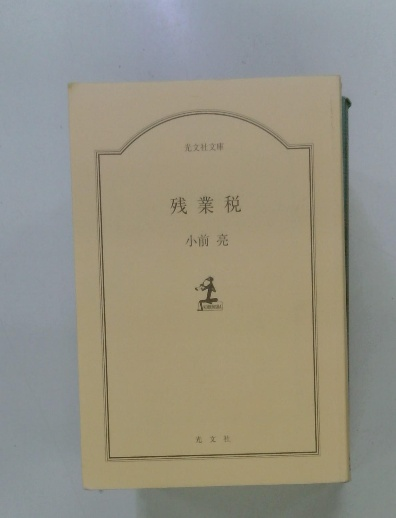 光文社文庫
残業税
小前 亮
光文社